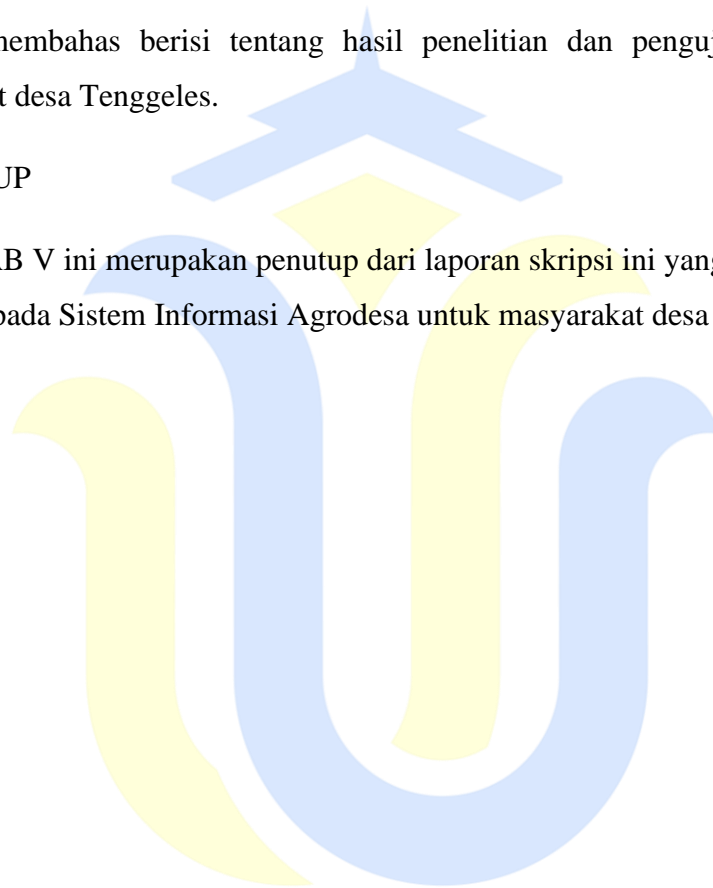 membahas berisi tentang hasil penelitian dan penguj
t desa Tenggeles.
UP
AB V ini merupakan penutup dari laporan skripsi ini yang
pada Sistem Informasi Agrodesa untuk masyarakat desa